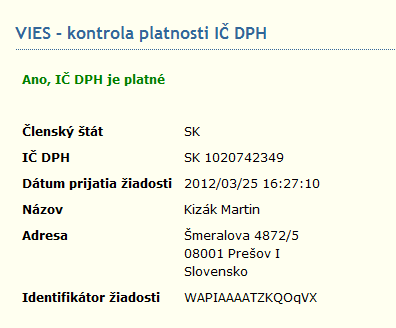 VIES - kontrola platnosti IČ DPH
Ano, IČ DPH je platné
Členský štát SK
IČ DPH SK 1020742349
Dátum prijatia žiadosti 2012/03/25 16:27:10
Názov Kizák Martin
Adresa Šmeralova 4872/5
08001 Prešov I
Slovensko
Identifikátor žiadosti WAPIAAAATZKQOqVX